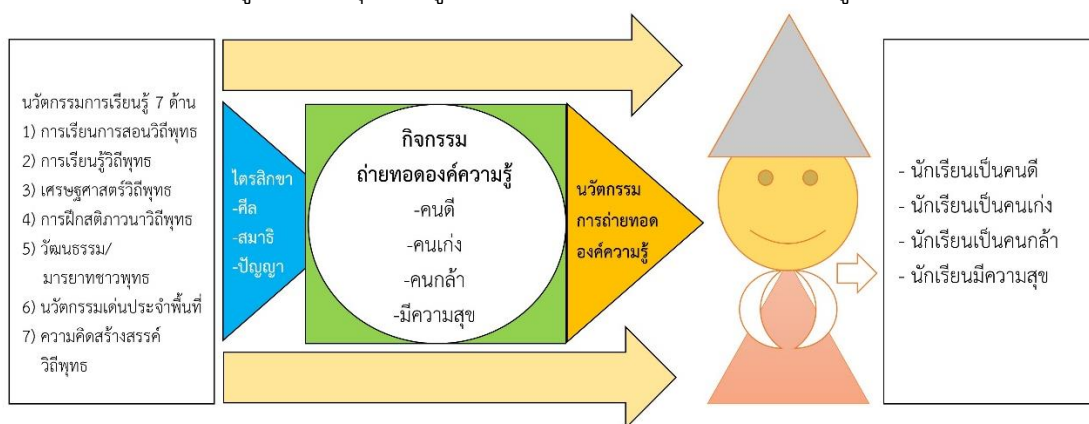 นวัตกรรมการเรียนรู้ 7 ด้าน
1) การเรียนการสอนวิถีพุทธ
2) การเรียนรู้วิถีพุทธ
3) เศรษฐศาสตร์วิถีพุทธ
4) การฝึกสติภาวนาวิถีพุทธ
5) วัฒนธรรม/
มารยาทชาวพุทธ
6) นวัตกรรมเด่นประจำพื้นที่
7) ความคิดสร้างสรรค์
วิถีพุทธ
ไตรสิกขา
-ศีล
-สมาธิ
-ปัญญา
กิจกรรม
ถ่ายทอดองค์ความรู้
-คนดี
-คนเก่ง
-คนกล้า
-มีความสุข
นวัตกรรม
การถ่ายทอด
องค์ความรู้
- นักเรียนเป็นคนดี
- นักเรียนเป็นคนเก่ง
- นักเรียนเป็นคนกล้า
- นักเรียนมีความสุข